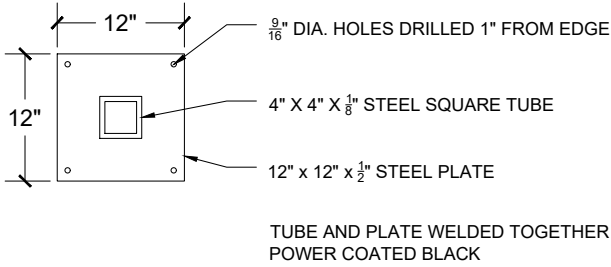 12"
9/16" DIA. HOLES DRILLED 1" FROM EDGE
12"
4" X 4" X 1/8" STEEL SQUARE TUBE
12" x 12" x 1/2" STEEL PLATE
TUBE AND PLATE WELDED TOGETHER
POWER COATED BLACK